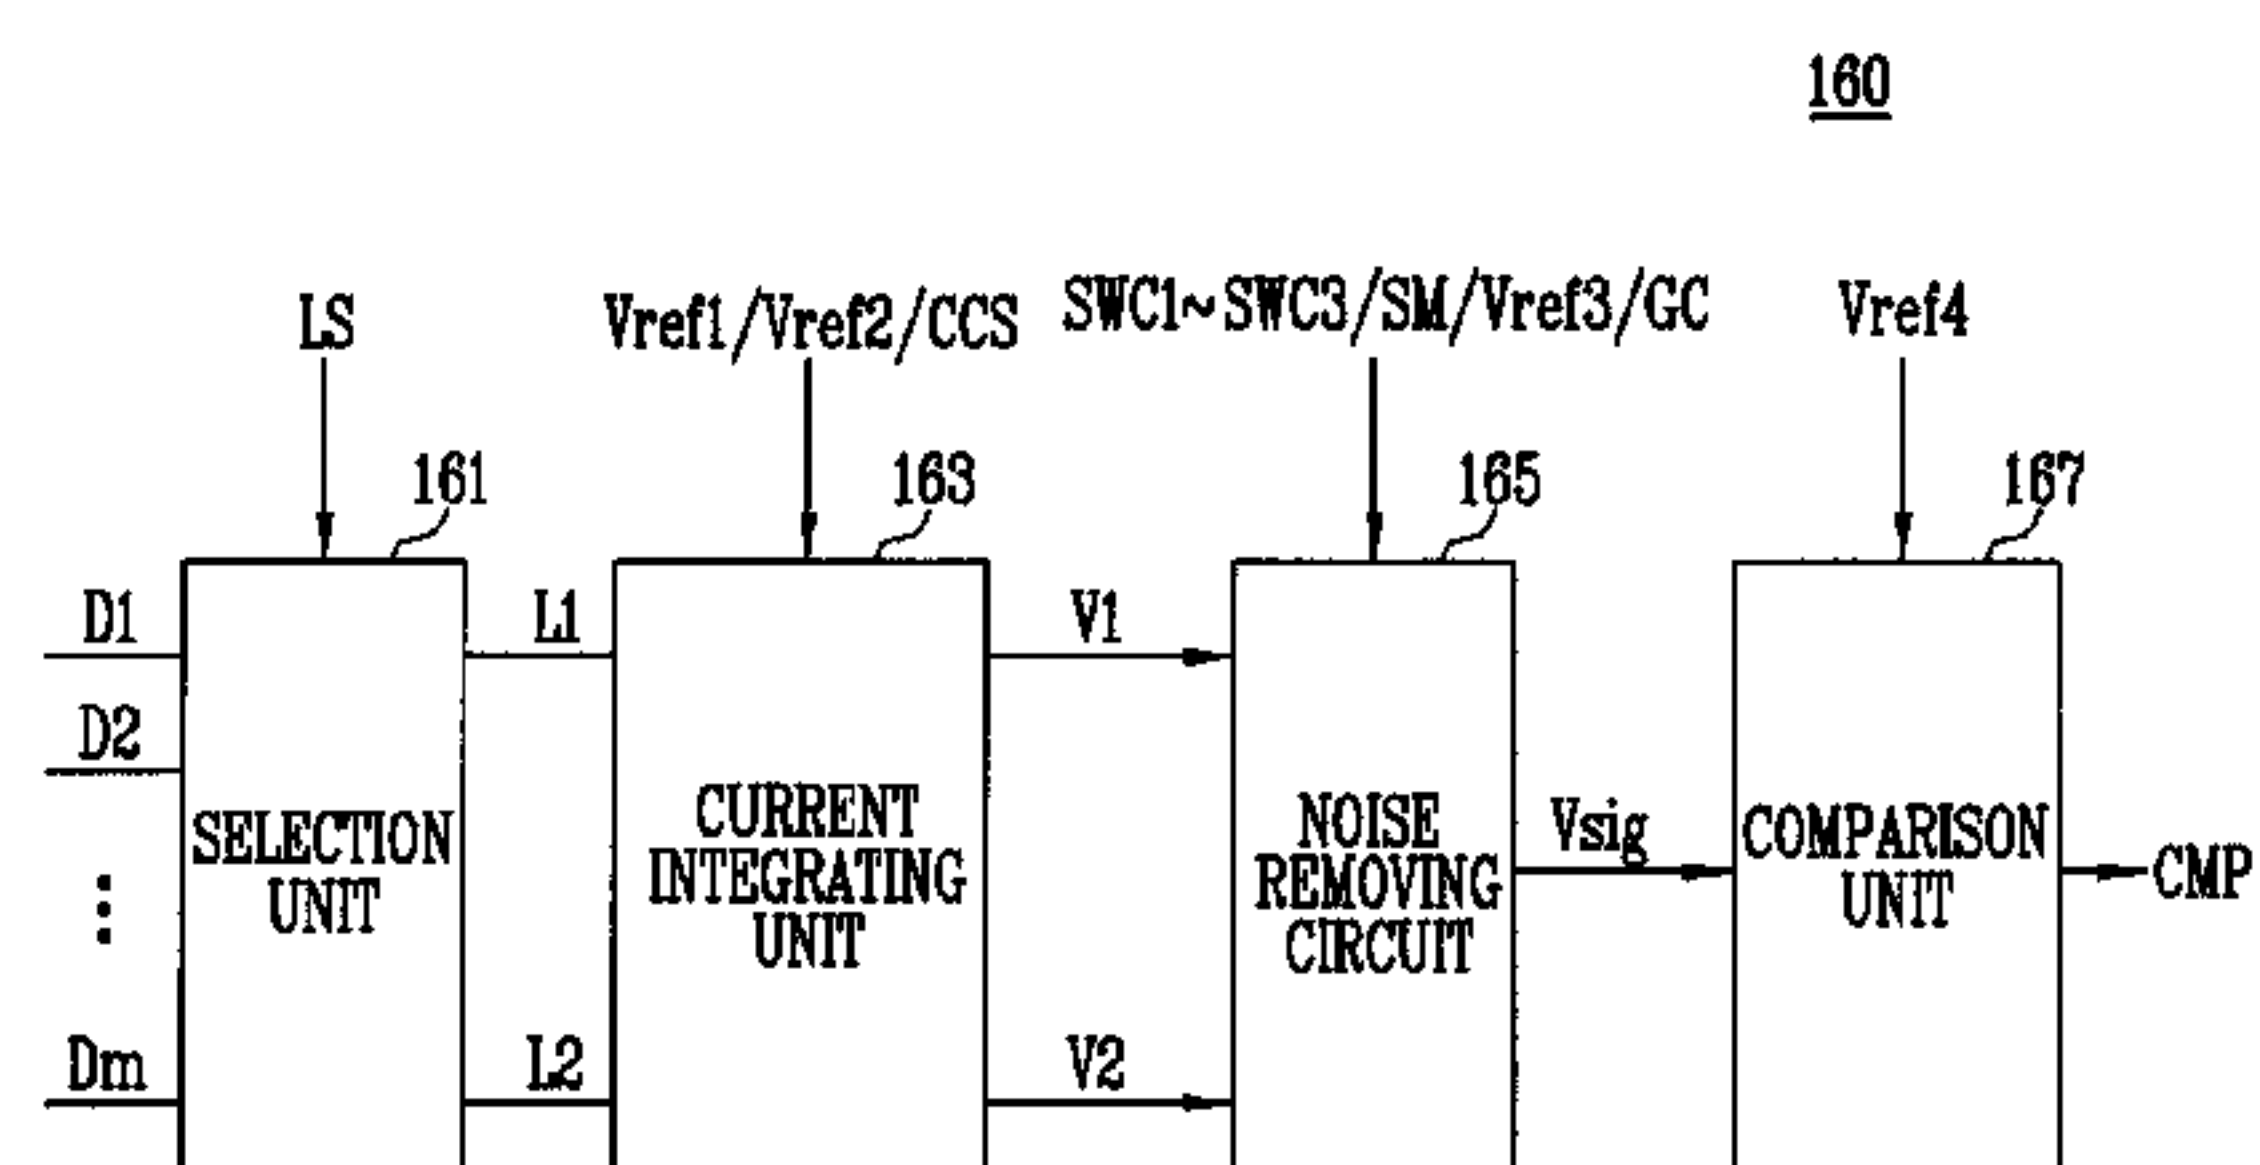 160
LS
Vref1/Vref2/CCS
SWC1~SWC3/SM/Vref3/GC
Vref4
161
163
165
167
D1
L1
V1
D2
SELECTION
UNIT
CURRENT
INTEGRATING
UNIT
NOISE
REMOVING
CIRCUIT
Vsig
COMPARISON
UNIT
CMP
Dm
L2
V2